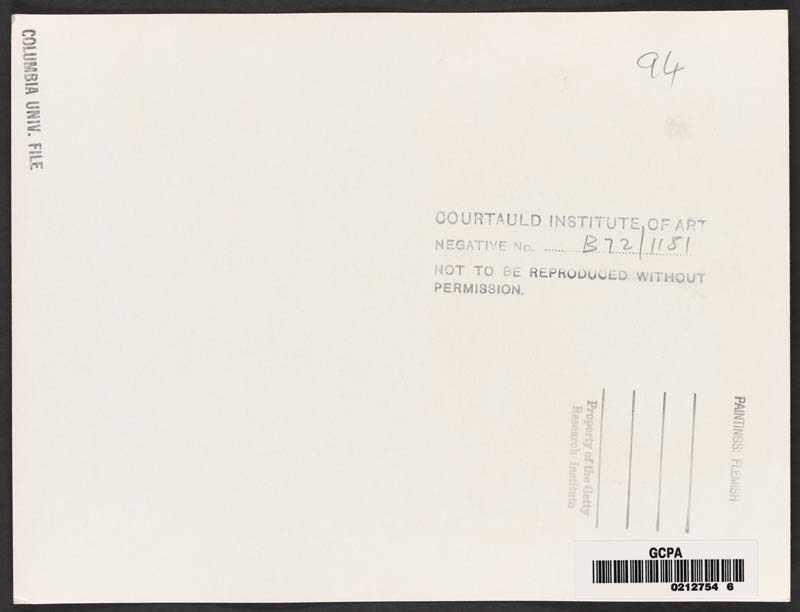 COLUMBIA UNIV. FILE
94
COURTAULD INSTITUTE OF ART
NEGATIVE No. ...... B72/1181
NOT TO BE REPRODUCED WITHOUT
PERMISSION.
PAINTINGS: FLEMISH
Property of the Getty
Research Institute
GCPA
0212754 6